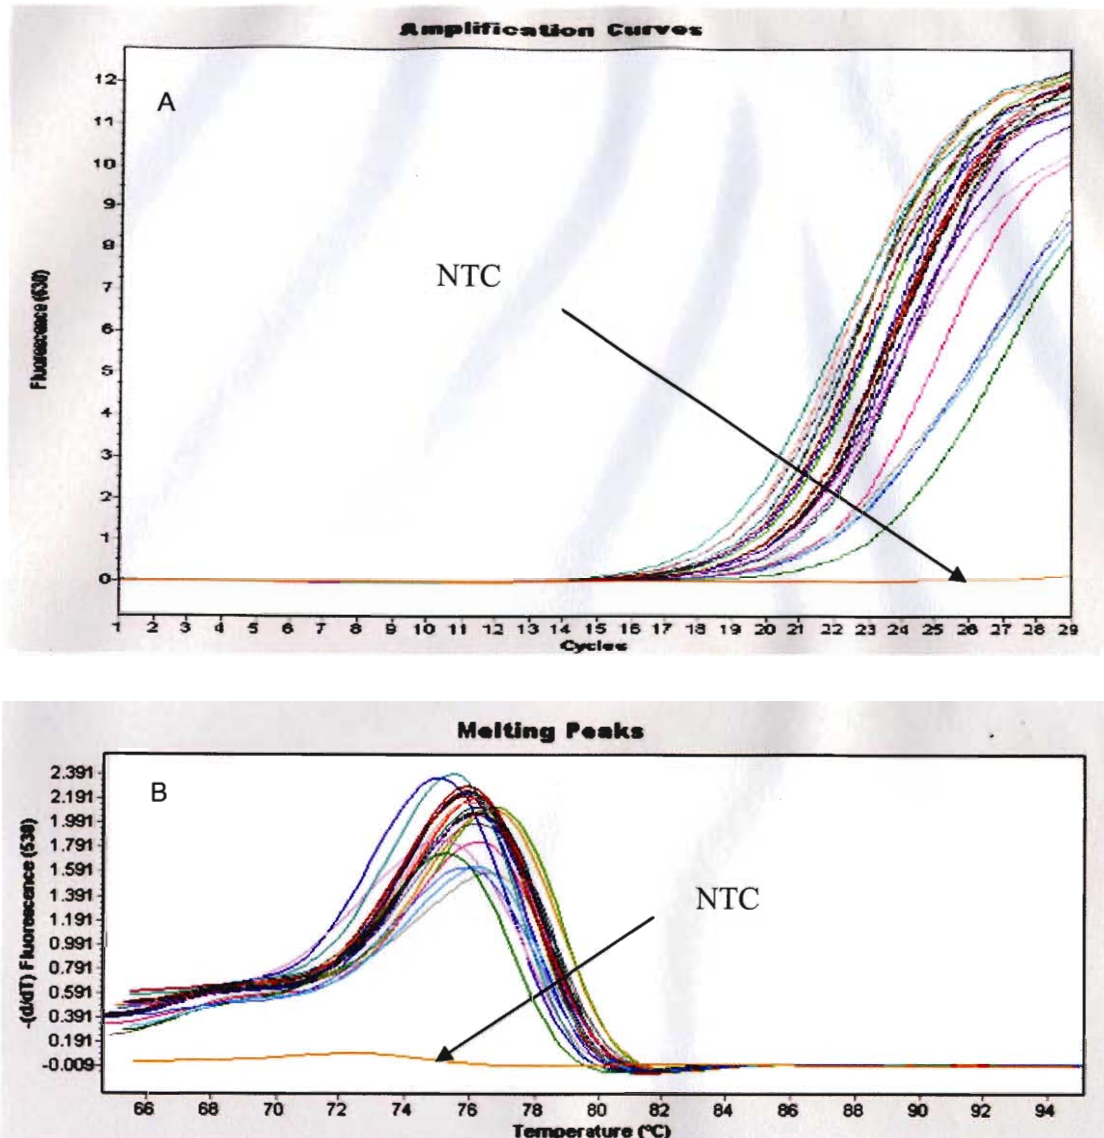 Amplification Curves
A
NTC
Fluorescence (530)
12
11
10
9
8
7
6
5
4
3
2
1
0
1 2 3 4 5 6 7 8 9 10 11 12 13 14 15 16 17 18 19 20 21 22 23 24 25 26 27 28 29
Cycles
Melting Peaks
B
NTC
-(d/dT) Fluorescence (530)
2.391
2.191
1.991
1.791
1.591
1.391
1.191
0.991
0.791
0.591
0.391
0.191
-0.009
66 68 70 72 74 76 78 80 82 84 86 88 90 92 94
Temperature (°C)